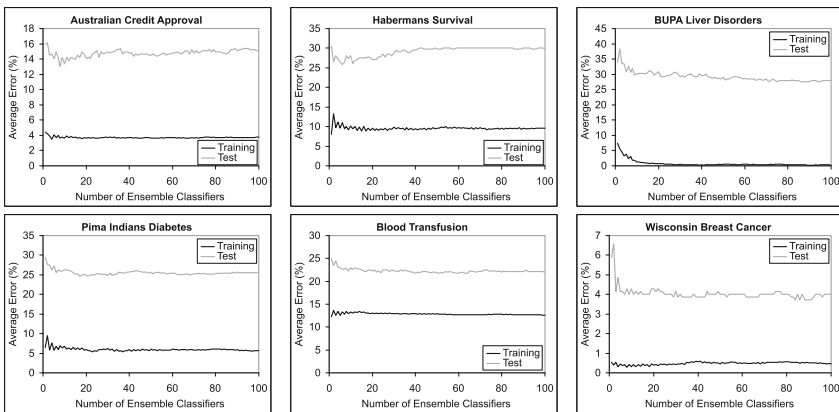 Australian Credit Approval
Average Error (%)
18
16
14
12
10
8
6
4
2
0
Training
Test
0 20 40 60 80 100
Number of Ensemble Classifiers
Habermans Survival
Average Error (%)
35
30
25
20
15
10
5
0
Training
Test
0 20 40 60 80 100
Number of Ensemble Classifiers
BUPA Liver Disorders
Average Error (%)
45
40
35
30
25
20
15
10
5
0
Training
Test
0 20 40 60 80 100
Number of Ensemble Classifiers
Pima Indians Diabetes
Average Error (%)
35
30
25
20
15
10
5
0
Training
Test
0 20 40 60 80 100
Number of Ensemble Classifiers
Blood Transfusion
Average Error (%)
30
25
20
15
10
5
0
Training
Test
0 20 40 60 80 100
Number of Ensemble Classifiers
Wisconsin Breast Cancer
Average Error (%)
7
6
5
4
3
2
1
0
Training
Test
0 20 40 60 80 100
Number of Ensemble Classifiers